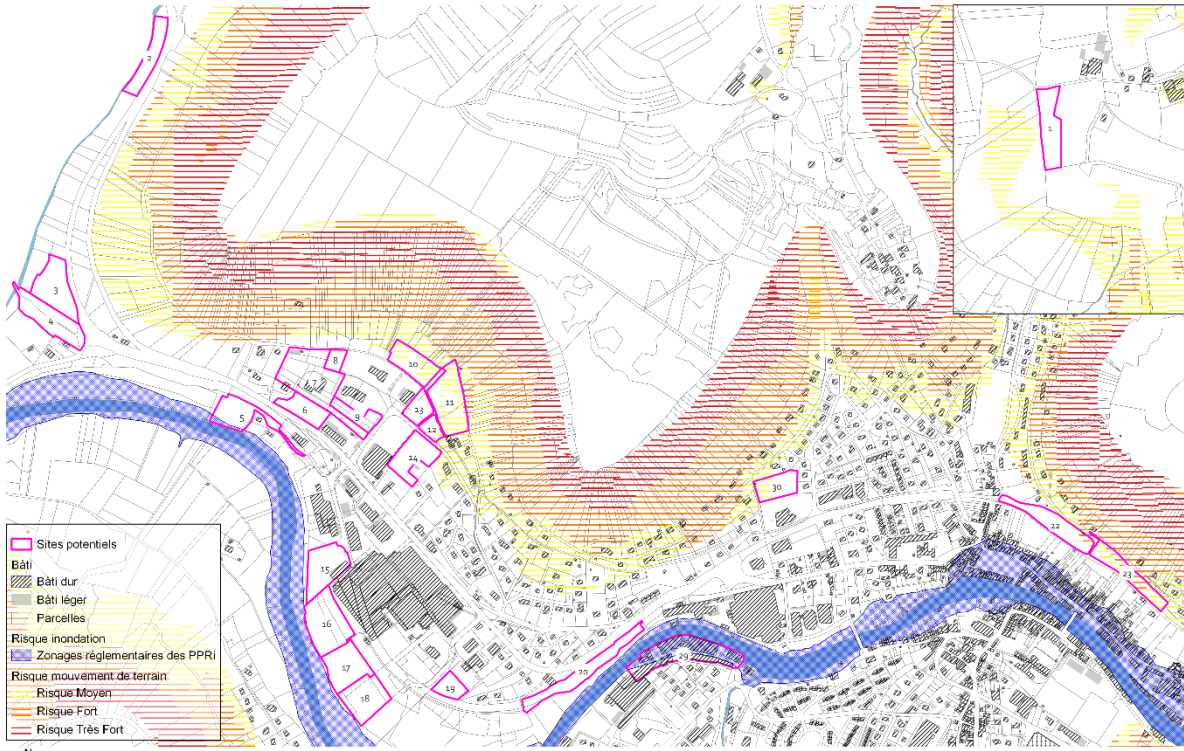 2
1
3
4
8
7
10
11
5
6
9
13
12
14
30
22
23
15
16
17
18
19
20
29
Sites potentiels
Bâti
Bâti dur
Bâti léger
Parcelles
Risque inondation
Zonages réglementaires des PPRi
Risque mouvement de terrain
Risque Moyen
Risque Fort
Risque Très Fort
N